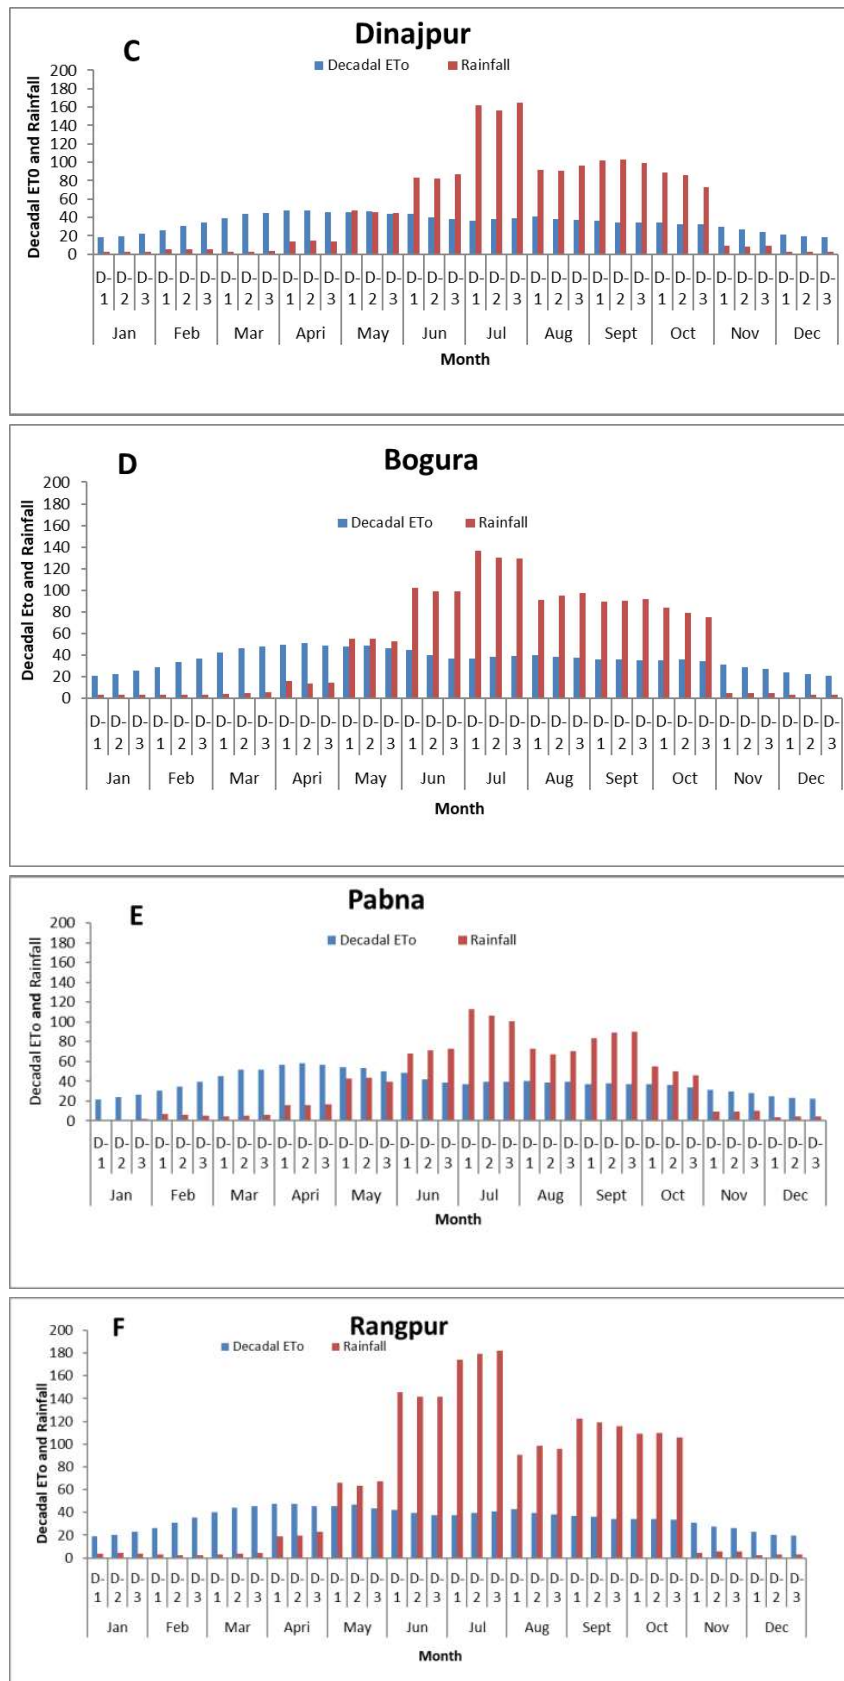 C
Dinajpur
Decadal ETo Rainfall
Decadal ET0 and Rainfall
200
180
160
140
120
100
80
60
40
20
0
D- D- D- D- D- D- D- D- D- D- D- D- D- D- D- D- D- D- D- D- D- D- D- D- D- D- D- D- D- D- D- D- D- D- D- D-
1 2 3 1 2 3 1 2 3 1 2 3 1 2 3 1 2 3 1 2 3 1 2 3 1 2 3 1 2 3 1 2 3 1 2 3
Jan Feb Mar Apri May Jun Jul Aug Sept Oct Nov Dec
Month
D
Bogura
Decadal ETo Rainfall
Decadal Eto and Rainfall
200
180
160
140
120
100
80
60
40
20
0
D- D- D- D- D- D- D- D- D- D- D- D- D- D- D- D- D- D- D- D- D- D- D- D- D- D- D- D- D- D- D- D- D- D- D- D-
1 2 3 1 2 3 1 2 3 1 2 3 1 2 3 1 2 3 1 2 3 1 2 3 1 2 3 1 2 3 1 2 3 1 2 3
Jan Feb Mar Apri May Jun Jul Aug Sept Oct Nov Dec
Month
E
Pabna
Decadal ETo Rainfall
Decadal ETo and Rainfall
200
180
160
140
120
100
80
60
40
20
0
D- D- D- D- D- D- D- D- D- D- D- D- D- D- D- D- D- D- D- D- D- D- D- D- D- D- D- D- D- D- D- D- D- D- D- D-
1 2 3 1 2 3 1 2 3 1 2 3 1 2 3 1 2 3 1 2 3 1 2 3 1 2 3 1 2 3 1 2 3 1 2 3
Jan Feb Mar Apri May Jun Jul Aug Sept Oct Nov Dec
Month
F
Rangpur
Decadal ETo Rainfall
Decadal ETo and Rainfall
200
180
160
140
120
100
80
60
40
20
0
D- D- D- D- D- D- D- D- D- D- D- D- D- D- D- D- D- D- D- D- D- D- D- D- D- D- D- D- D- D- D- D- D- D- D- D-
1 2 3 1 2 3 1 2 3 1 2 3 1 2 3 1 2 3 1 2 3 1 2 3 1 2 3 1 2 3 1 2 3 1 2 3
Jan Feb Mar Apri May Jun Jul Aug Sept Oct Nov Dec
Month